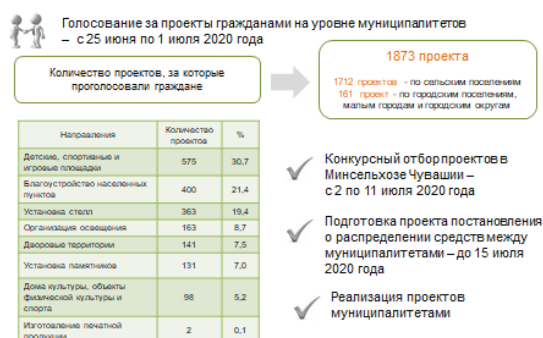 Голосование за проекты гражданами на уровне муниципалитетов
– с 25 июня по 1 июля 2020 года
Количество проектов, за которые
проголосовали граждане
1873 проекта
1712 проектов - по сельским поселениям
161 проект - по городским поселениям,
малым городам и городским округам
Направления
Количество
проектов
%
Детские, спортивные и
игровые площадки
575
30,7
Благоустройство населенных
пунктов
400
21,4
Установка стелл
363
19,4
Организация освещения
163
8,7
Дворовые территории
141
7,5
Установка памятников
131
7,0
Дома культуры, объекты
физической культуры и
спорта
98
5,2
Изготовление печатной
продукции
2
0,1
Конкурсный отбор проектов в
Минсельхозе Чувашии –
с 2 по 11 июля 2020 года
Подготовка проекта постановления
о распределении средств между
муниципалитетами – до 15 июля
2020 года
Реализация проектов
муниципалитетами